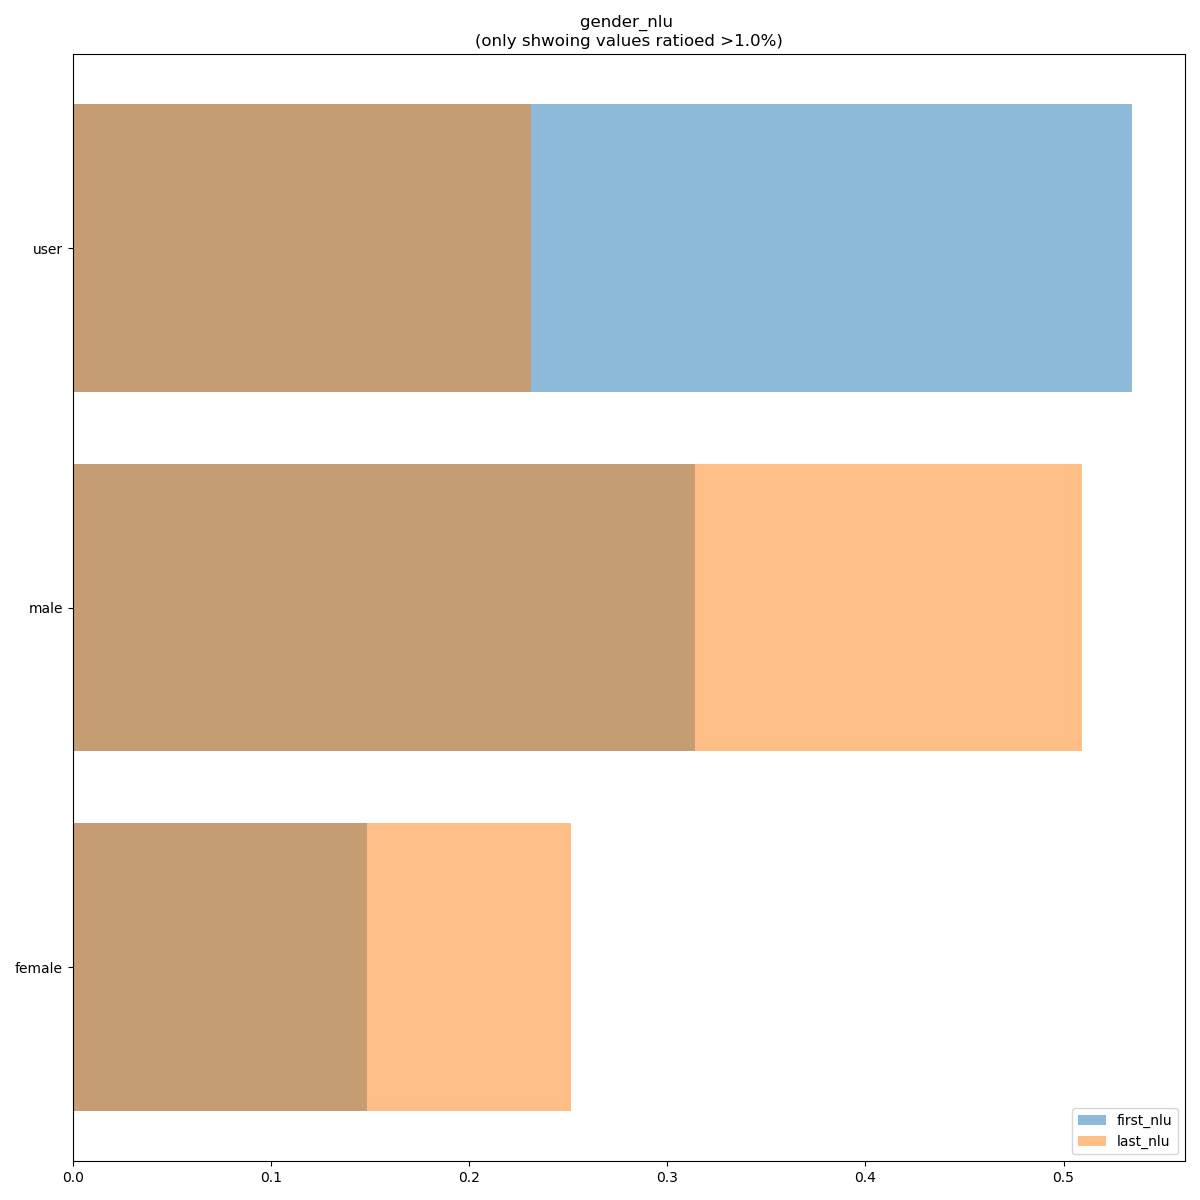 gender_nlu
(only shwoing values ratioed >1.0%)
user
male
female
0.0
0.1
0.2
0.3
0.4
0.5
first_nlu
last_nlu